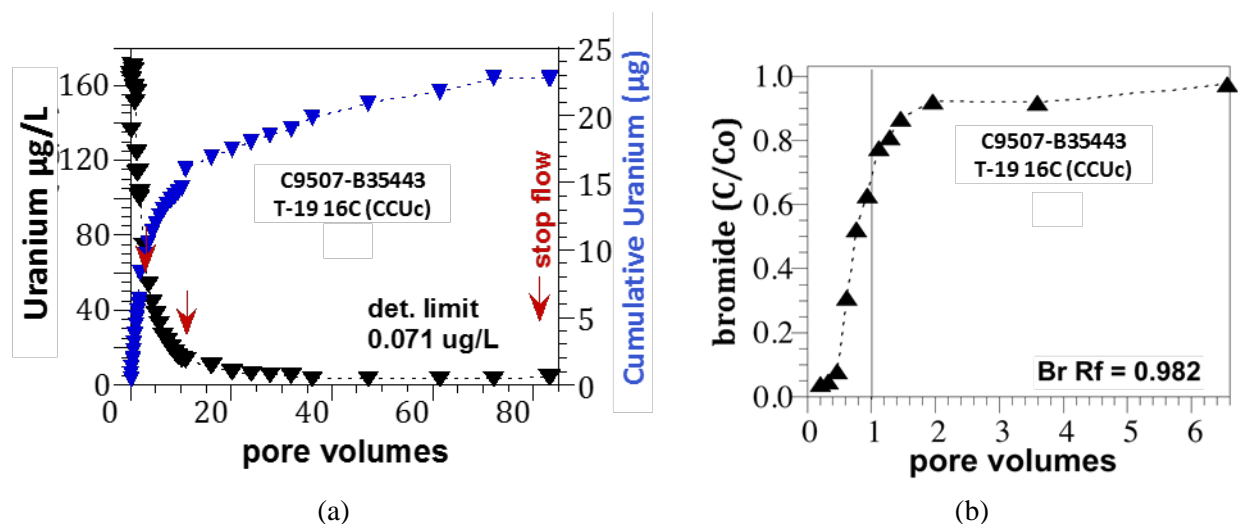 Uranium µg/L
160
120
80
40
0
0
20
40
60
80
pore volumes
25
20
15
10
5
0
Cumulative Uranium (µg)
C9507-B35443
T-19 16C (CCUc)
stop flow
det. limit
0.071 ug/L
(a)
bromide (C/Co)
1.0
0.8
0.6
0.4
0.2
0.0
0
1
2
3
4
5
6
pore volumes
C9507-B35443
T-19 16C (CCUc)
Br Rf = 0.982
(b)